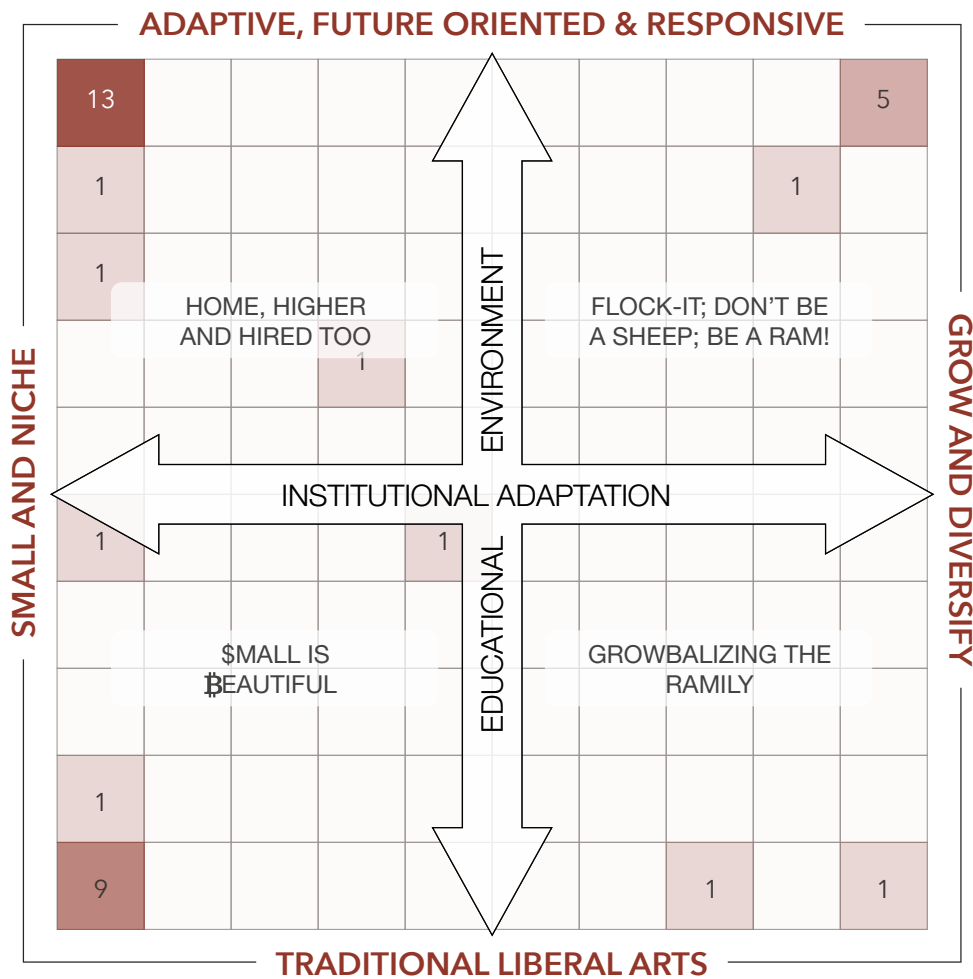 ADAPTIVE, FUTURE ORIENTED & RESPONSIVE
13
5
1
1
1
HOME, HIGHER
AND HIRED TOO
FLOCK-IT; DON’T BE
A SHEEP; BE A RAM!
1
ENVIRONMENT
SMALL AND NICHE
GROW AND DIVERSIFY
INSTITUTIONAL ADAPTATION
1
1
EDUCATIONAL
$MALL IS
₿EAUTIFUL
GROWBALIZING THE
RAMILY
1
9
1
1
TRADITIONAL LIBERAL ARTS